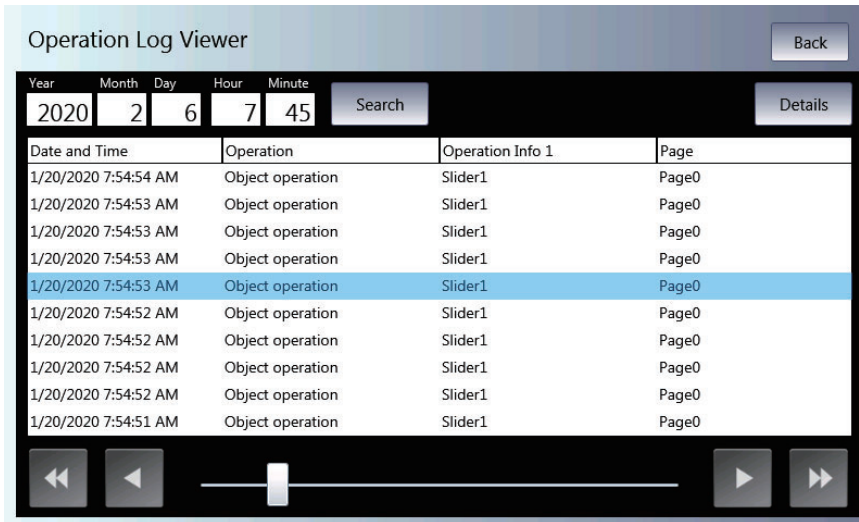 Operation Log Viewer
Back
Year Month Day Hour Minute
2020 2 6 7 45 Search Details
Date and Time Operation Operation Info 1 Page
1/20/2020 7:54:54 AM Object operation Slider1 Page0
1/20/2020 7:54:53 AM Object operation Slider1 Page0
1/20/2020 7:54:53 AM Object operation Slider1 Page0
1/20/2020 7:54:53 AM Object operation Slider1 Page0
1/20/2020 7:54:53 AM Object operation Slider1 Page0
1/20/2020 7:54:52 AM Object operation Slider1 Page0
1/20/2020 7:54:52 AM Object operation Slider1 Page0
1/20/2020 7:54:52 AM Object operation Slider1 Page0
1/20/2020 7:54:52 AM Object operation Slider1 Page0
1/20/2020 7:54:51 AM Object operation Slider1 Page0